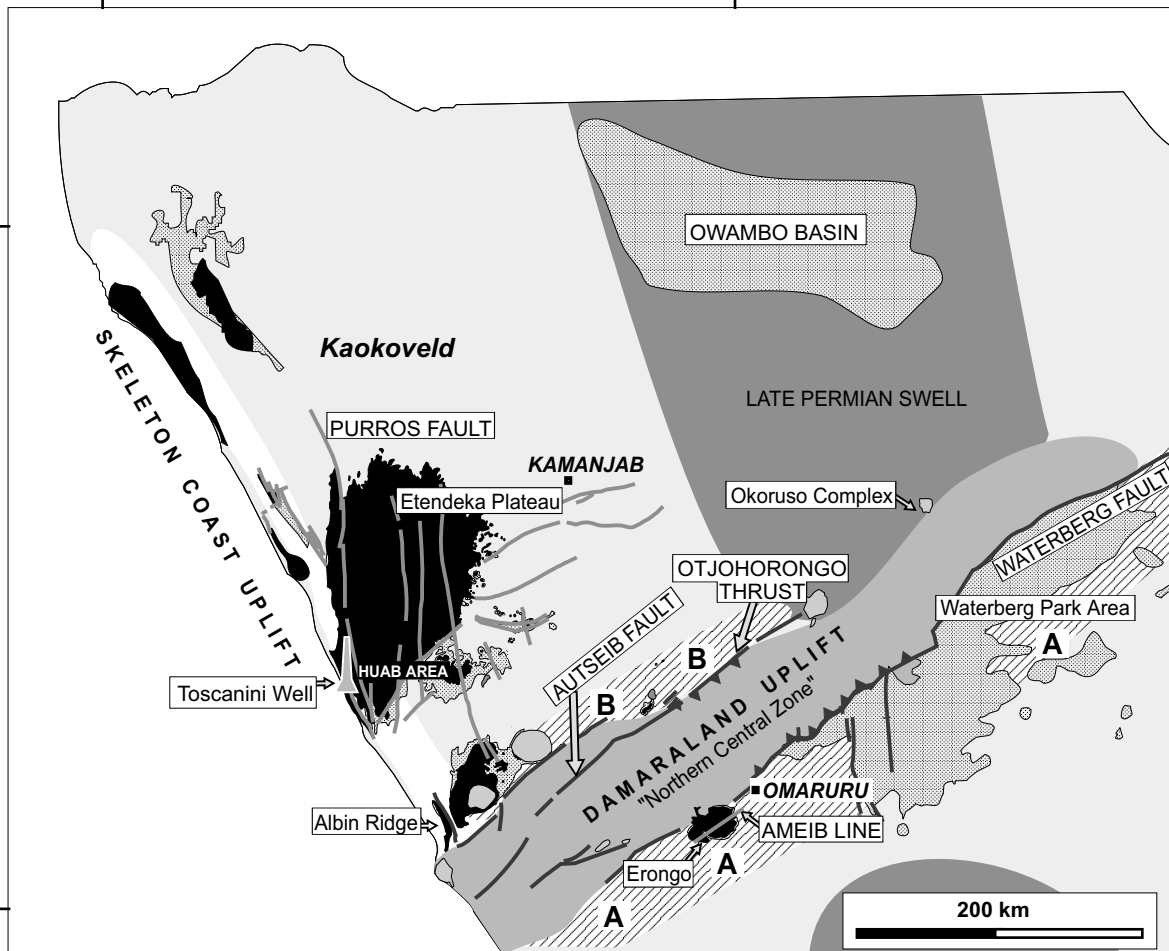 OWAMBO BASIN
Kaokoveld
SKELETON COAST UPLIFT
LATE PERMIAN SWELL
PURROS FAULT
KAMANJAB
Etendeka Plateau
Okoruso Complex
WATERBERG FAULT
OTJOHORONGO
THRUST
Waterberg Park Area
A
AUTSEIB FAULT
B
B
HUAB AREA
Toscanini Well
DAMARALAND UPLIFT
"Northern Central Zone"
OMARURU
Albin Ridge
AMEIB LINE
Erongo
A
A
200 km